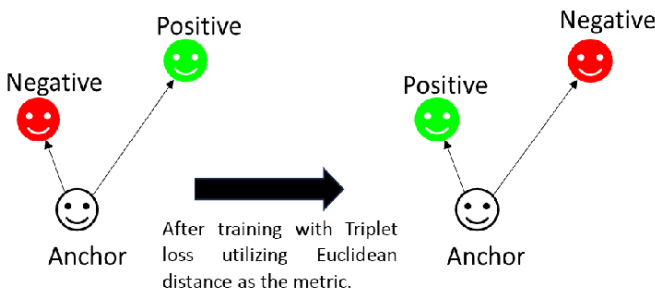 Positive
Negative
Anchor
After training with Triplet
loss utilizing Euclidean
distance as the metric.
Negative
Positive
Anchor